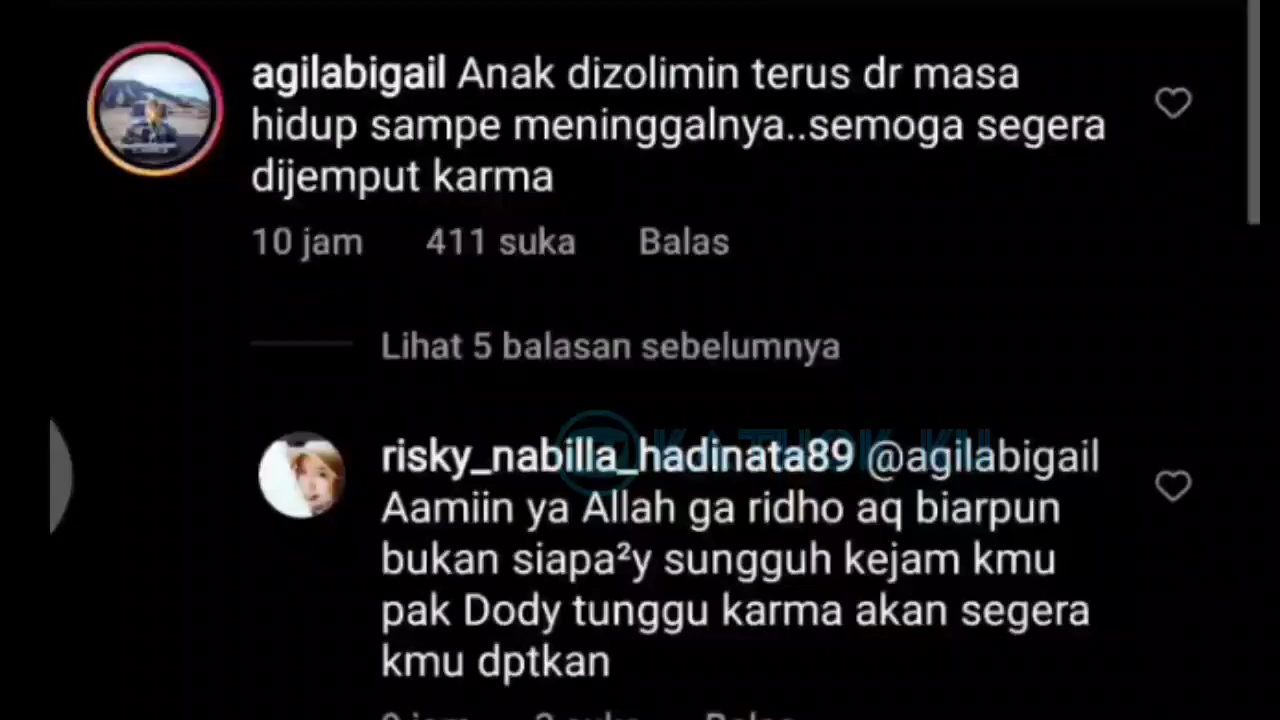 agilabigail Anak dizolimin terus dr masa
hidup sampe meninggalnya..semoga segera
dijemput karma
10 jam 411 suka Balas
Lihat 5 balasan sebelumnya
risky_nabilla_hadinata89 @agilabigail
Aamiin ya Allah ga ridho aq biarpun
bukan siapa²y sungguh kejam kmu
pak Dody tunggu karma akan segera
kmu dptkan